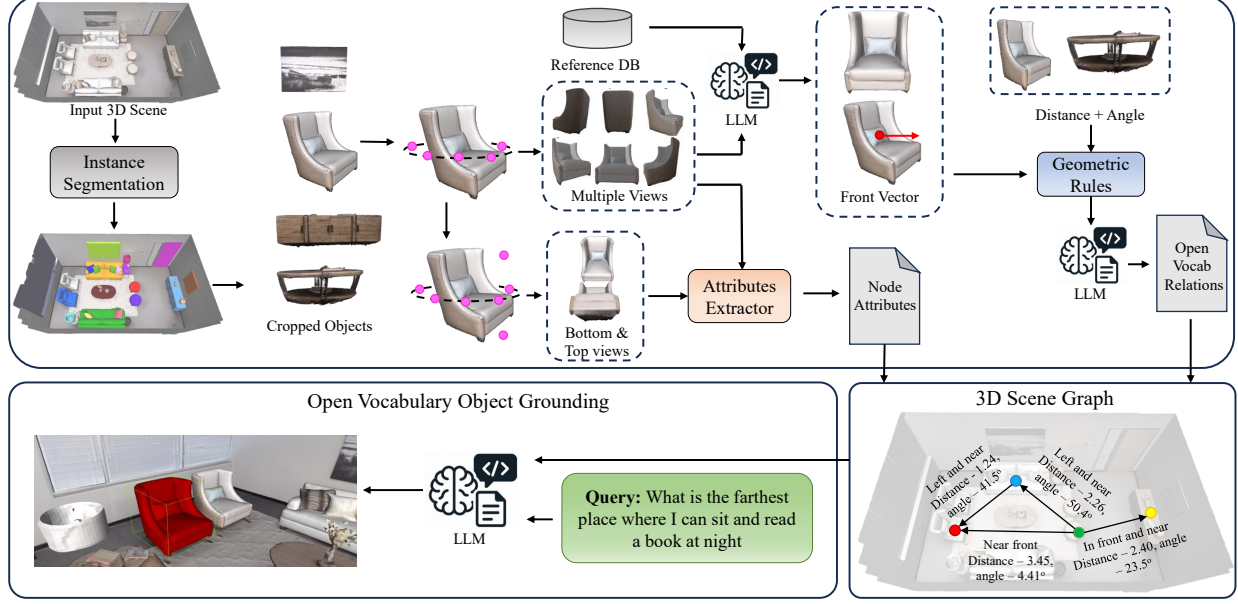 Input 3D Scene
Instance
Segmentation
Cropped Objects
Reference DB
Multiple Views
LLM
Bottom &
Top views
Attributes
Extractor
Front Vector
Node
Attributes
Distance + Angle
Geometric
Rules
LLM
Open
Vocab
Relations
Open Vocabulary Object Grounding
LLM
Query: What is the farthest
place where I can sit and read
a book at night
3D Scene Graph
Left and near
Distance - 1.24,
angle – 41.5°
Left and near
Distance – 2.26,
angle – 50.4°
Near front
Distance – 3.45,
angle – 4.41°
In front and near
Distance – 2.40, angle
– 23.5°